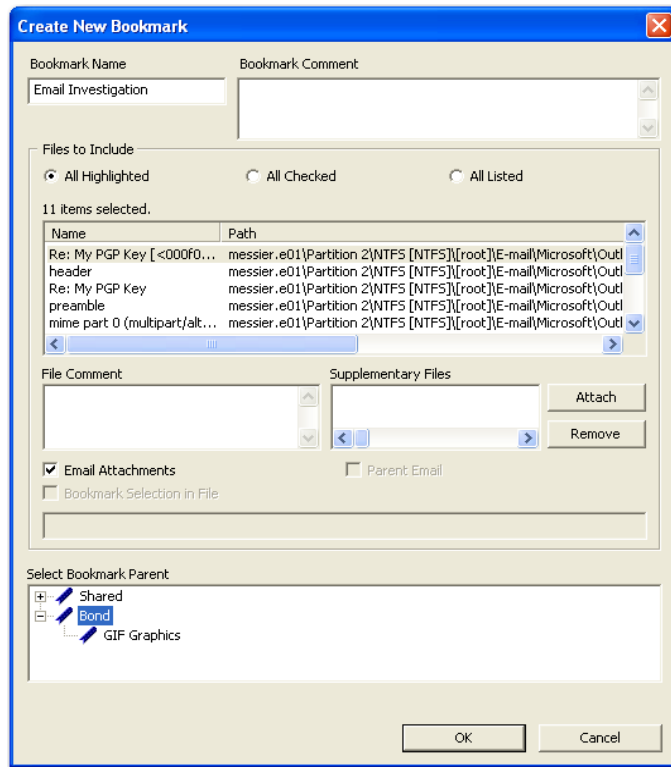 Create New Bookmark
Bookmark Name
Bookmark Comment
Email Investigation
Files to Include
All Highlighted
All Checked
All Listed
11 items selected.
Name Path
Re: My PGP Key [<000f0... messier.e01\Partition 2\NTFS [NTFS]\[root]\E-mail\Microsoft\Outl
header messier.e01\Partition 2\NTFS [NTFS]\[root]\E-mail\Microsoft\Outl
Re: My PGP Key messier.e01\Partition 2\NTFS [NTFS]\[root]\E-mail\Microsoft\Outl
preamble messier.e01\Partition 2\NTFS [NTFS]\[root]\E-mail\Microsoft\Outl
mime part 0 (multipart/alt... messier.e01\Partition 2\NTFS [NTFS]\[root]\E-mail\Microsoft\Outl
File Comment
Supplementary Files
Attach
Remove
Email Attachments
Parent Email
Bookmark Selection in File
Select Bookmark Parent
Shared
Bond
GIF Graphics
OK
Cancel